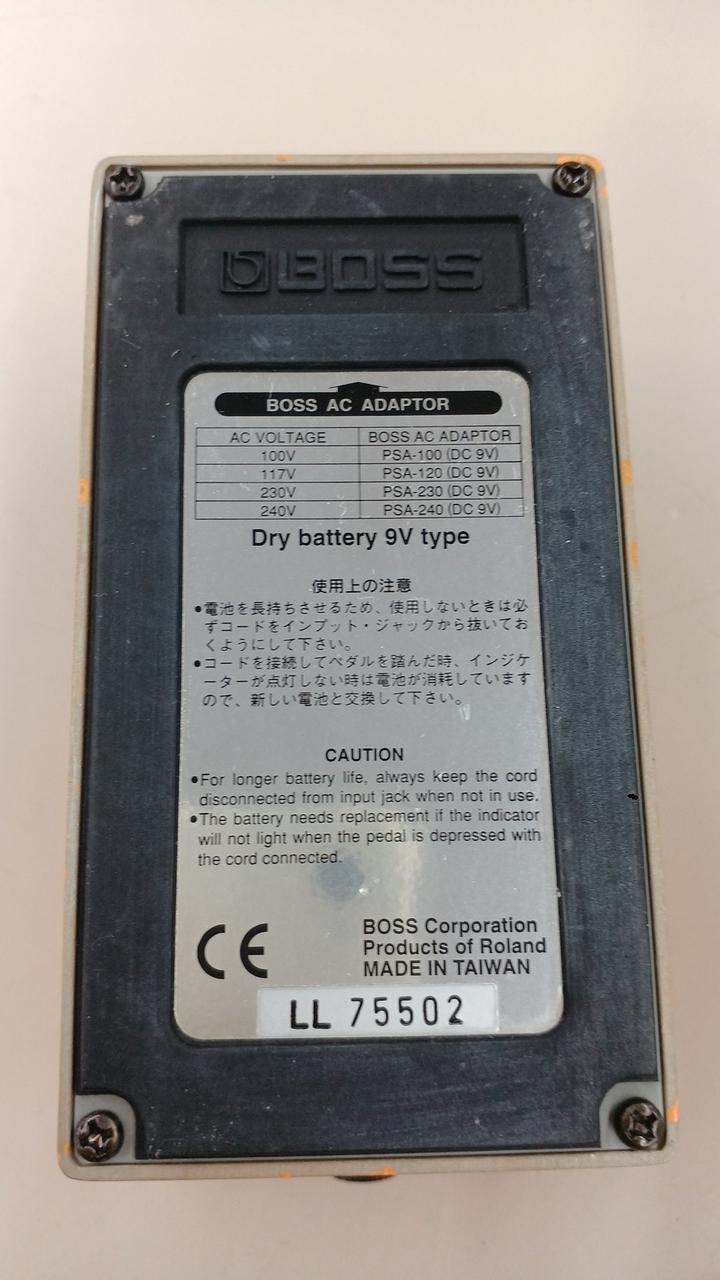 BOSS
BOSS AC ADAPTOR
AC VOLTAGE BOSS AC ADAPTOR
100V PSA-100 (DC 9V)
117V PSA-120 (DC 9V)
230V PSA-230 (DC 9V)
240V PSA-240 (DC 9V)
Dry battery 9V type
使用上の注意
●電池を長持ちさせるため、使用しないときは必
ずコードをインプット・ジャックから抜いてお
くようにして下さい。
●コードを接続してペダルを踏んだ時、インジケ
ーターが点灯しない時は電池が消耗しています
ので、新しい電池と交換して下さい。
CAUTION
●For longer battery life, always keep the cord
disconnected from input jack when not in use.
●The battery needs replacement if the indicator
will not light when the pedal is depressed with
the cord connected.
CE
BOSS Corporation
Products of Roland
MADE IN TAIWAN
LL 75502